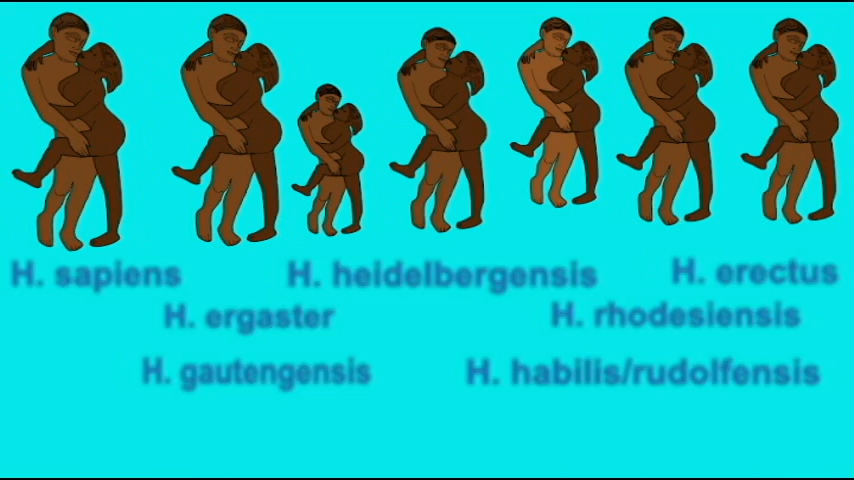 H. sapiens H. heidelbergensis H. erectus
H. ergaster H. rhodesiensis
H. gautengensis H. habilis/rudolfensis